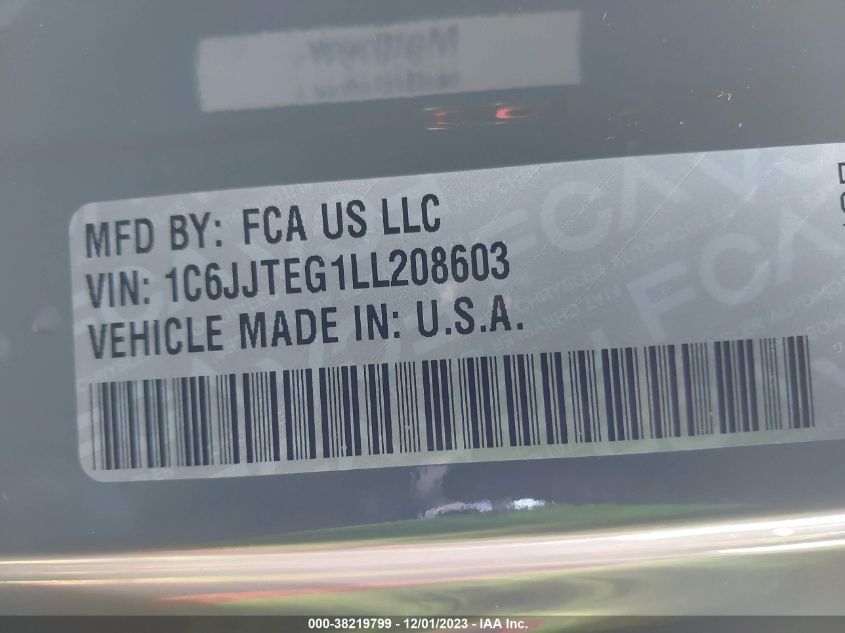 MFD BY: FCA US LLC
VIN: 1C6JJTEG1LL208603
VEHICLE MADE IN: U.S.A.
000-38219799 - 12/01/2023 - IAA Inc.